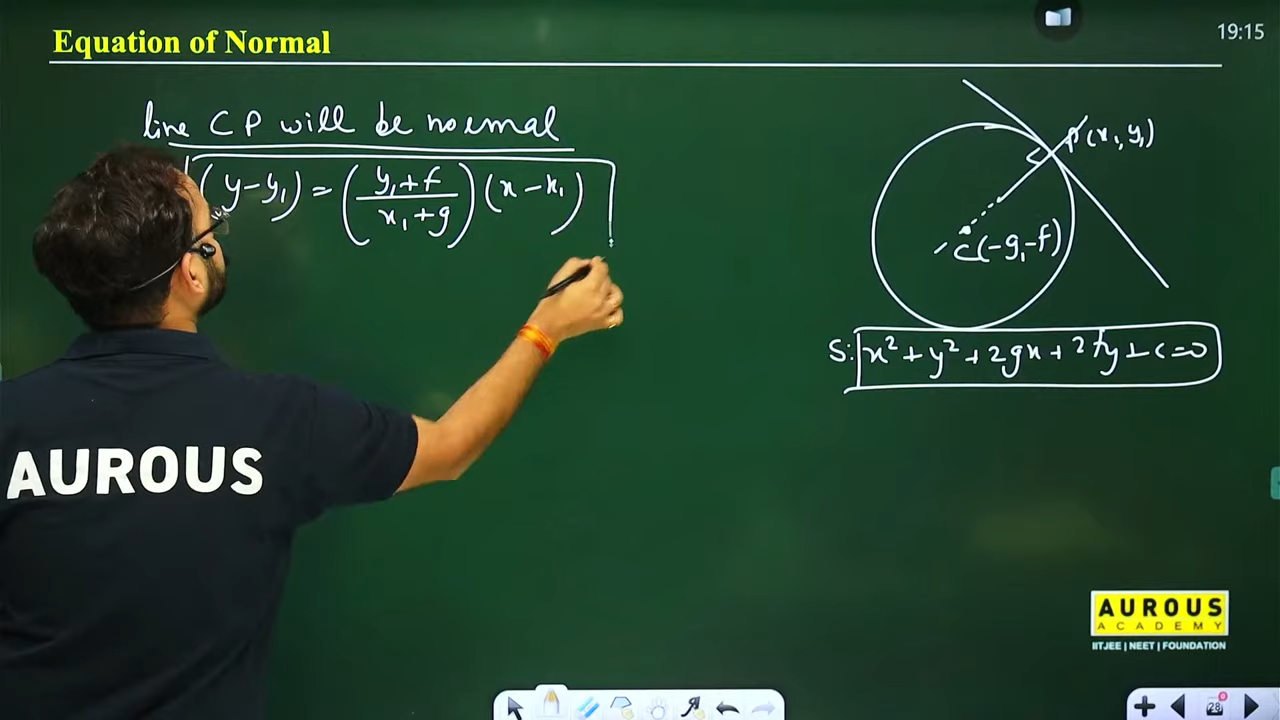 Equation of Normal
19:15
line CP will be normal
(y-y₁) = (y₁+f / x₁+g) (x-x₁)
P(x₁, y₁)
C(-g,-f)
S: x² + y² + 2gx + 2fy + c = 0
AUROUS
AUROUS
ACADEMY
IITJEE | NEET | FOUNDATION
28